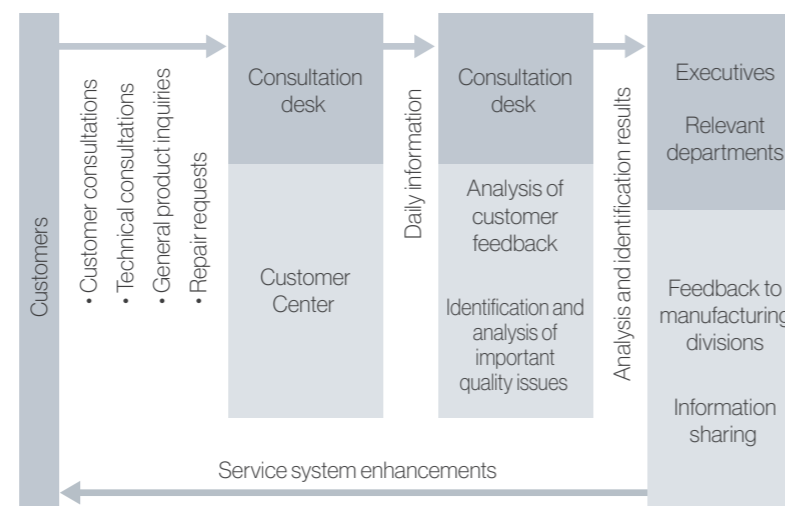 Customers
• Customer consultations
• Technical consultations
• General product inquiries
• Repair requests
Consultation
desk
Customer
Center
Daily information
Consultation
desk
Analysis of
customer
feedback
Identification and
analysis of
important
quality issues
Analysis and identification results
Executives
Relevant
departments
Feedback to
manufacturing
divisions
Information
sharing
Service system enhancements